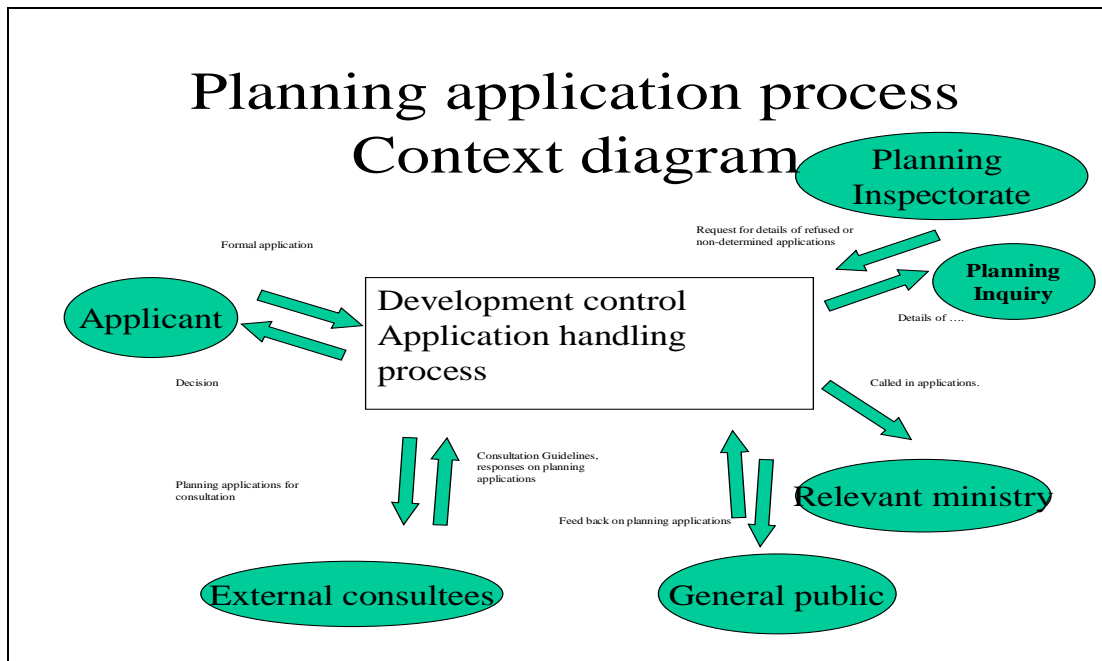 Planning application process
Context diagram
Planning
Inspectorate
Request for details of refused or
non-determined applications
Formal application
Planning
Inquiry
Development control
Application handling
process
Applicant
Details of ….
Decision
Called in applications.
Consultation Guidelines,
responses on planning
applications
Planning applications for
consultation
Relevant ministry
Feed back on planning applications
External consultees
General public